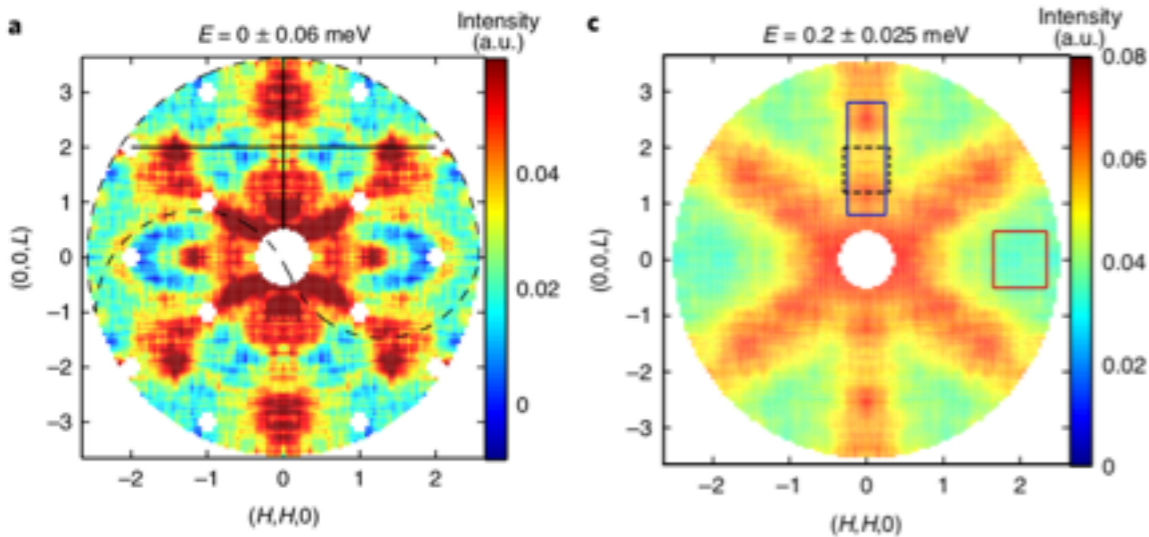 a
E = 0 ± 0.06 meV
Intensity
(a.u.)
3
2
1
0
−1
−2
−3
(0,0,L)
−2 −1 0 1 2
(H,H,0)
0.04
0.02
0
c
E = 0.2 ± 0.025 meV
Intensity
(a.u.)
3
2
1
0
−1
−2
−3
(0,0,L)
−2 −1 0 1 2
(H,H,0)
0.08
0.06
0.04
0.02
0